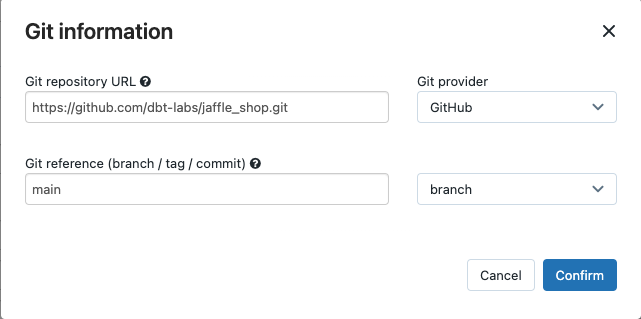 Git information
Git repository URL
Git provider
https://github.com/dbt-labs/jaffle_shop.git
GitHub
Git reference (branch / tag / commit)
main
branch
Cancel
Confirm